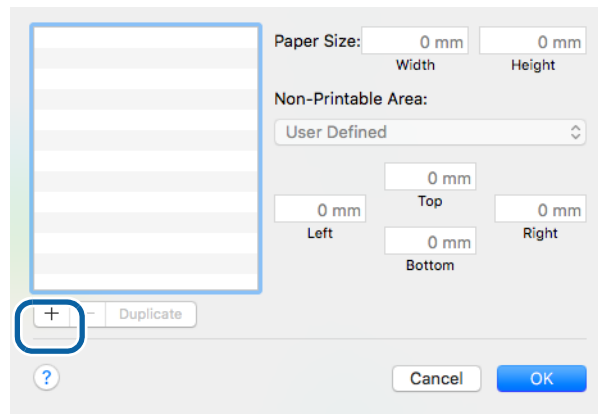 Paper Size: 0 mm 0 mm
Width Height
Non-Printable Area:
User Defined
0 mm
Top
0 mm 0 mm
Left Right
0 mm
Bottom
+ − Duplicate
? Cancel OK